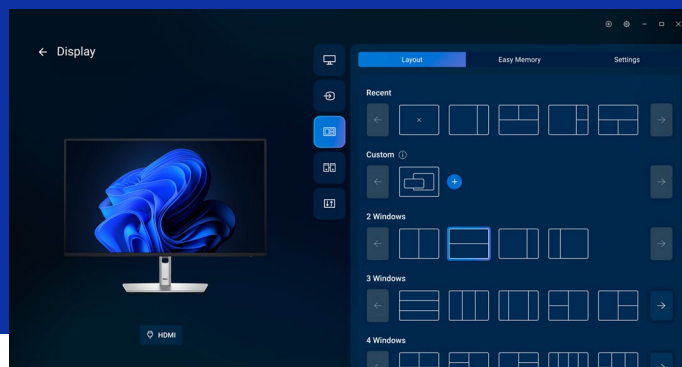 Display
Layout
Easy Memory
Settings
Recent
Custom
2 Windows
3 Windows
4 Windows
HDMI